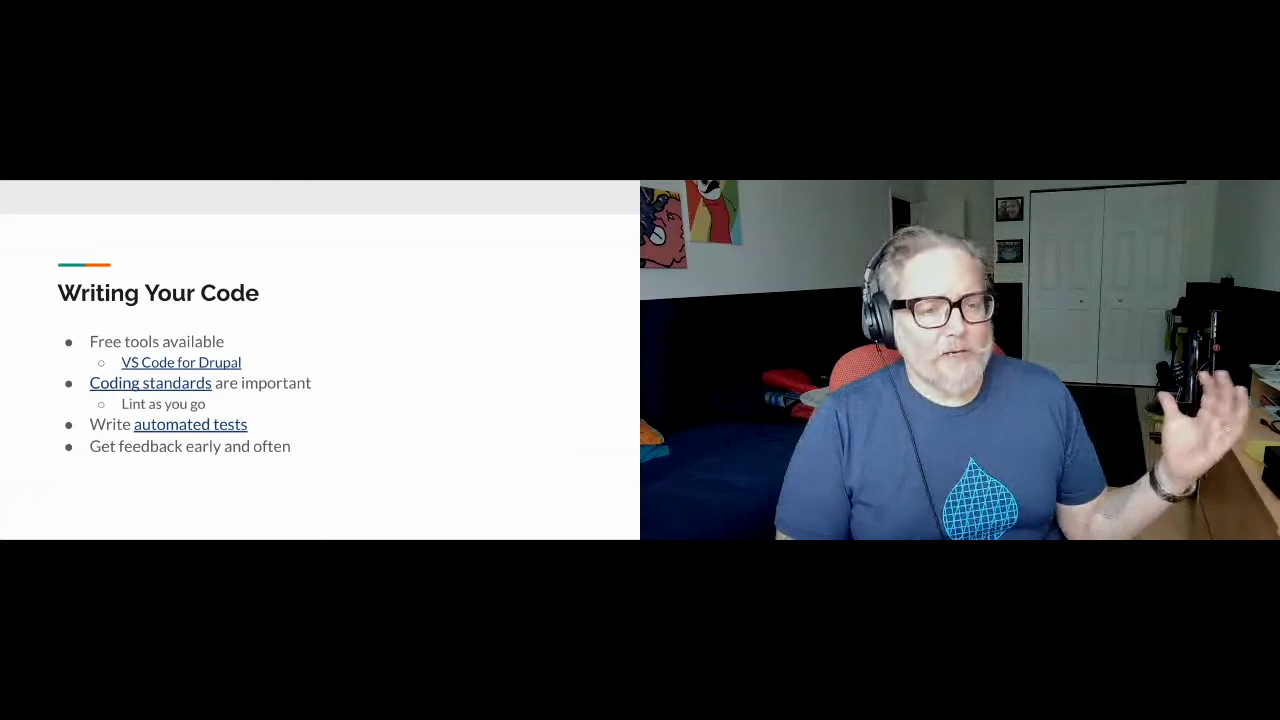 Writing Your Code
● Free tools available
○ VS Code for Drupal
● Coding standards are important
○ Lint as you go
● Write automated tests
● Get feedback early and often